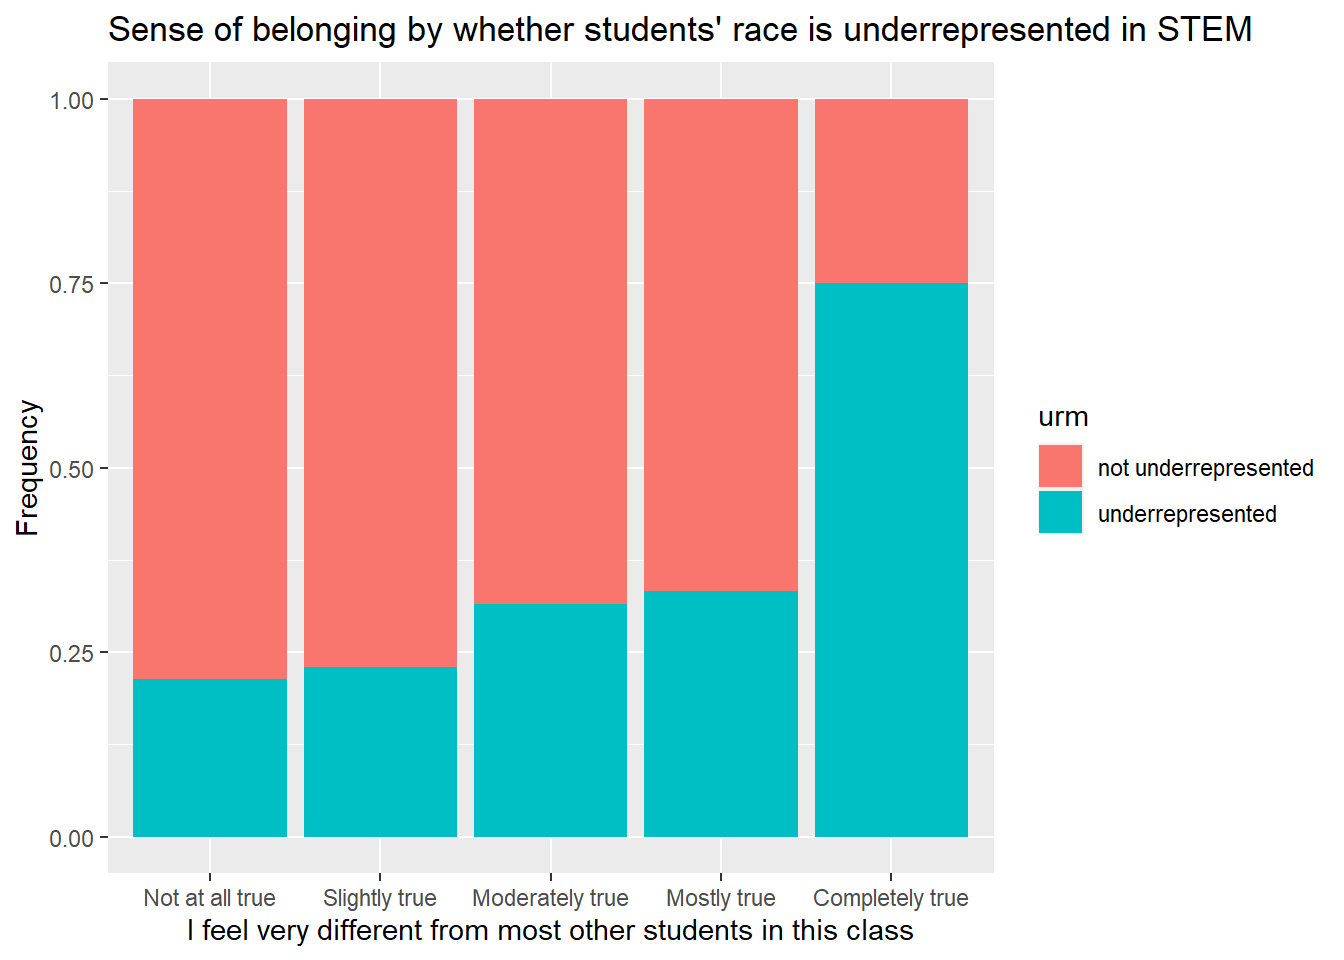 Sense of belonging by whether students' race is underrepresented in STEM
1.00
0.75
0.50
0.25
0.00
Frequency
Not at all true
Slightly true
Moderately true
Mostly true
Completely true
I feel very different from most other students in this class
urm
not underrepresented
underrepresented